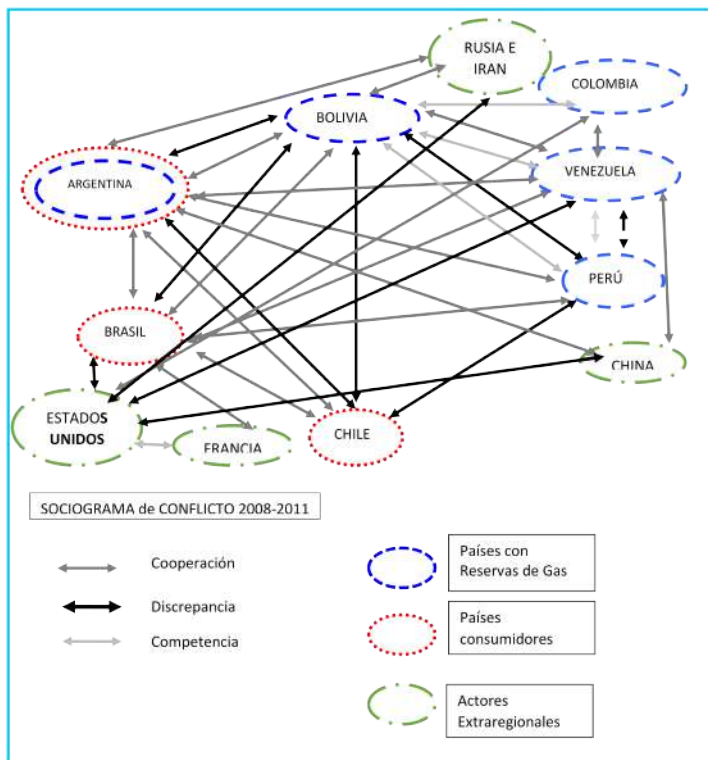 RUSIA E
IRAN
COLOMBIA
BOLIVIA
VENEZUELA
ARGENTINA
PERÚ
BRASIL
CHINA
ESTADOS
UNIDOS
CHILE
FRANCIA
SOCIOGRAMA de CONFLICTO 2008-2011
Cooperación
Discrepancia
Competencia
Países con
Reservas de Gas
Países
consumidores
Actores
Extraregionales